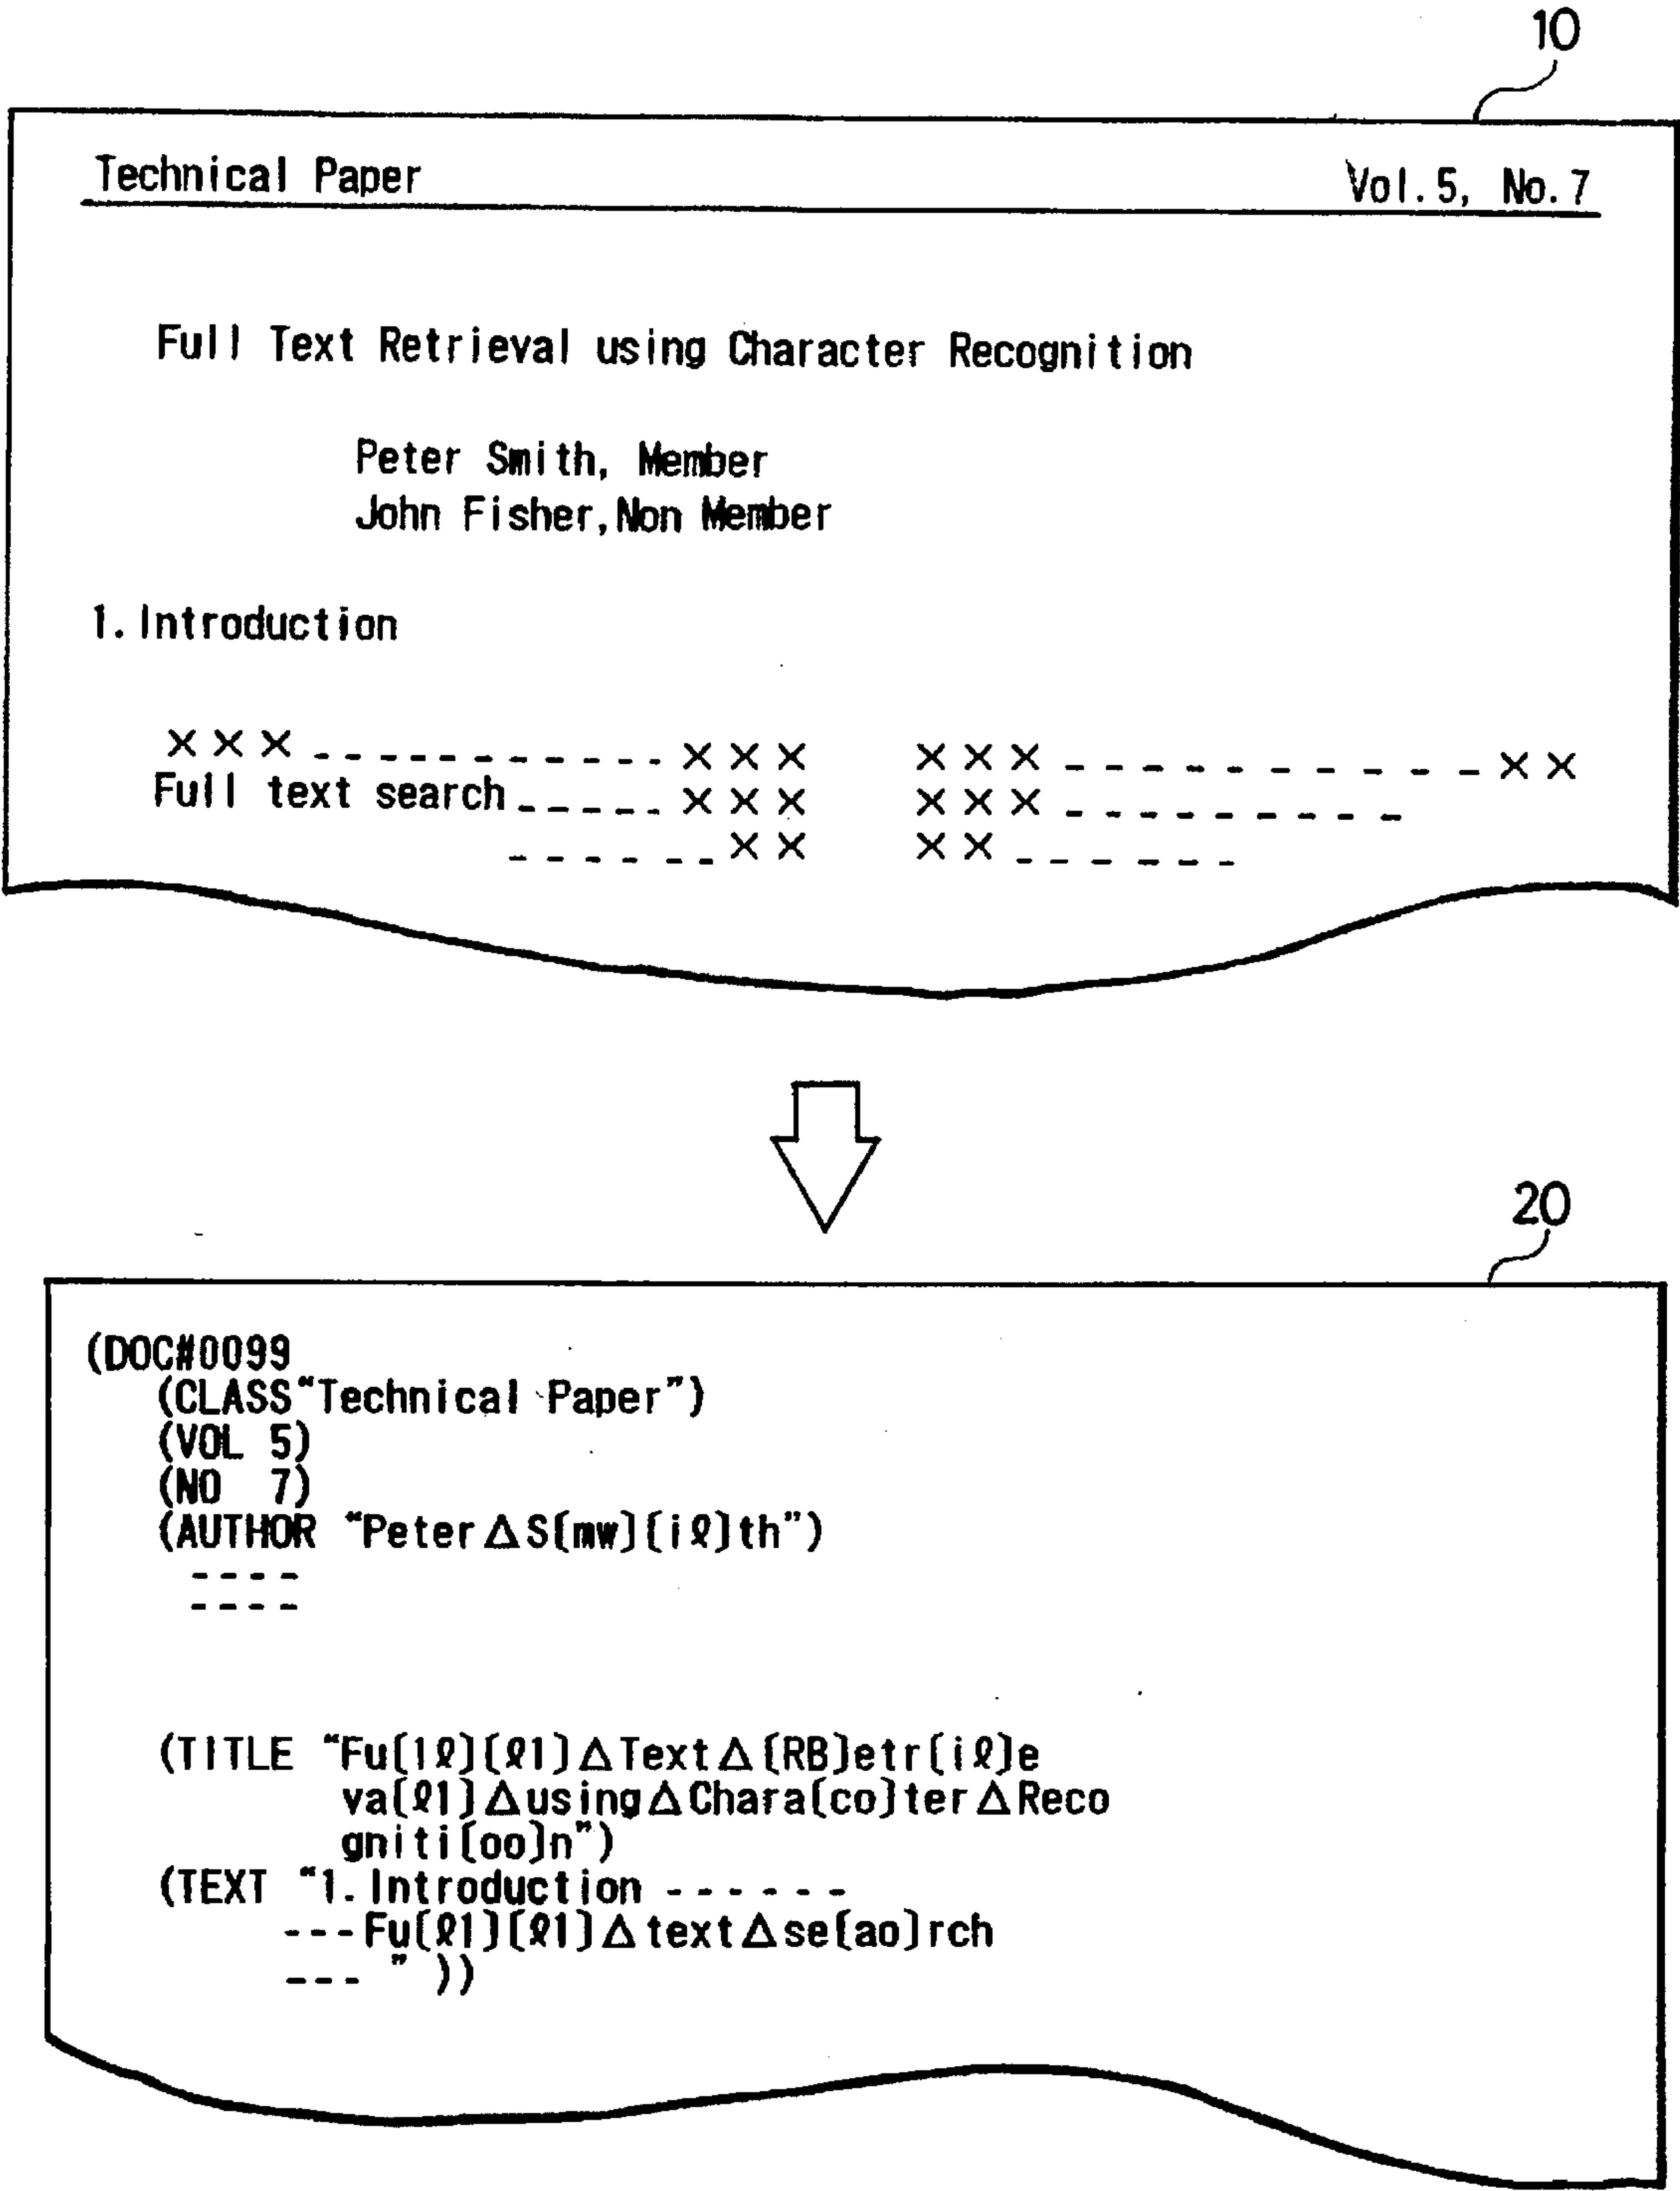 10
Technical Paper Vol.5, No.7
Full Text Retrieval using Character Recognition
Peter Smith, Member
John Fisher,Non Member
1.Introduction
×××-----------××× ×××-----------××
Full text search-----××× ×××---------
------×× ××------
20
(DOC#0099
(CLASS“Technical Paper”)
(VOL 5)
(NO 7)
(AUTHOR “Peter△S[mw][iℓ]th”)
----
----
(TITLE “Fu[1ℓ][ℓ1]△Text△[RB]etr[iℓ]e
va[ℓ1]△using△Chara[co]ter△Reco
gniti[oo]n”)
(TEXT “1.Introduction ------
---Fu[ℓ1][ℓ1]△text△se[ao]rch
--- ” ))